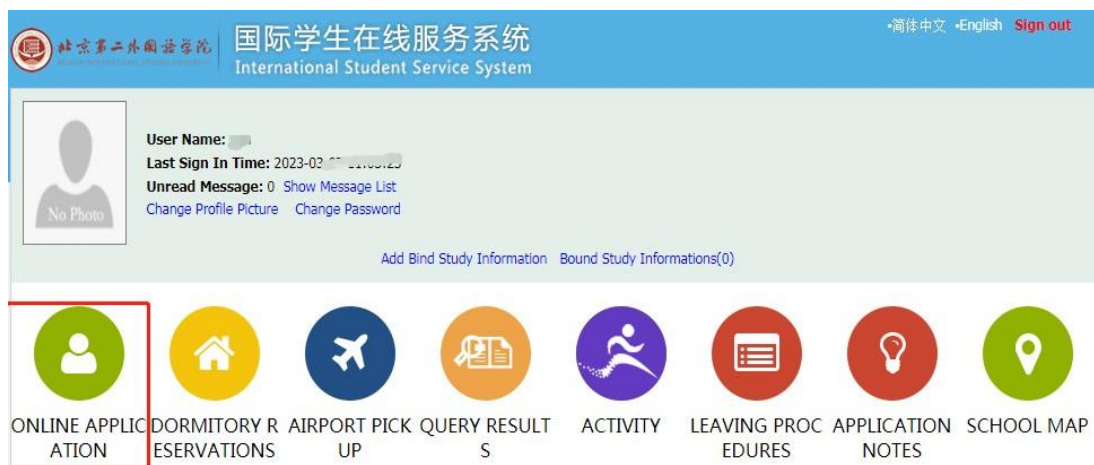 •简体中文 •English Sign out
北京第二外国语学院
国际学生在线服务系统
International Student Service System
User Name:
Last Sign In Time: 2023-03
Unread Message: 0 Show Message List
Change Profile Picture Change Password
No Photo
Add Bind Study Information Bound Study Informations(0)
ONLINE APPLIC
ATION
DORMITORY R
ESERVATIONS
AIRPORT PICK
UP
QUERY RESULT
S
ACTIVITY
LEAVING PROC
EDURES
APPLICATION
NOTES
SCHOOL MAP